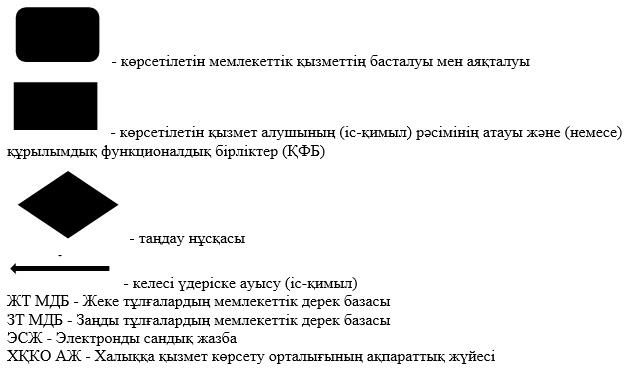 - көрсетілетін мемлекеттік қызметтің басталуы мен аяқталуы
- көрсетілетін қызмет алушының (іс-қимыл) рәсімінің атауы және (немесе)
құрылымдық функционалдық бірліктер (ҚФБ)
- таңдау нұсқасы
- келесі үдеріске ауысу (іс-қимыл)
ЖТ МДБ - Жеке тұлғалардың мемлекеттік дерек базасы
ЗТ МДБ - Заңды тұлғалардың мемлекеттік дерек базасы
ЭСЖ - Электронды сандық жазба
ХҚКО АЖ - Халыққа қызмет көрсету орталығының ақпараттық жүйесі